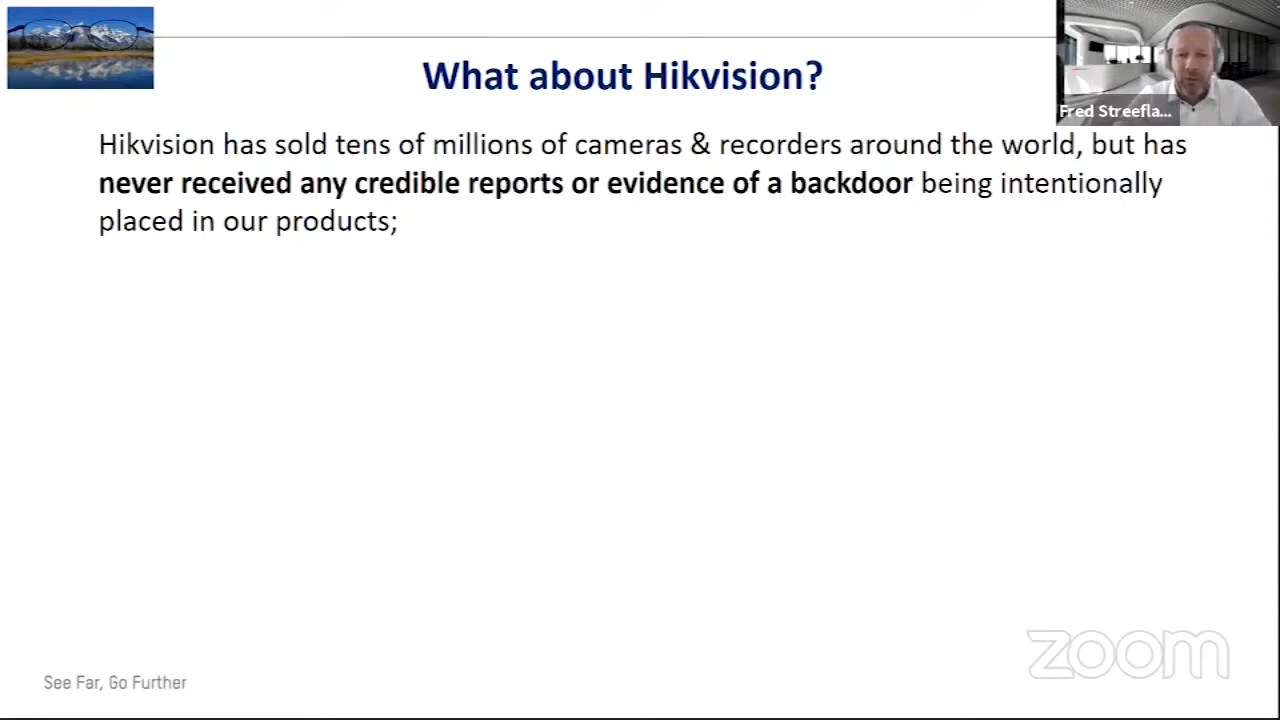 What about Hikvision?
Fred Streefla...
Hikvision has sold tens of millions of cameras & recorders around the world, but has
never received any credible reports or evidence of a backdoor being intentionally
placed in our products;
zoom
See Far, Go Further